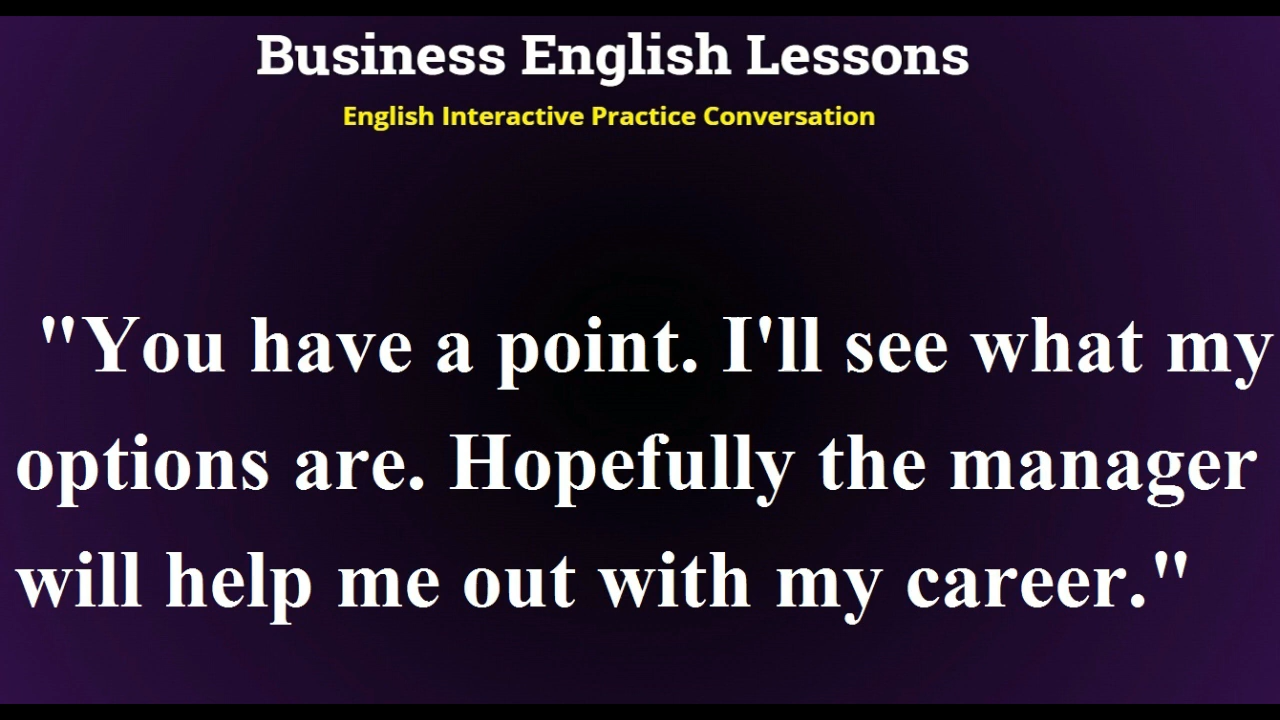 Business English Lessons
English Interactive Practice Conversation
"You have a point. I'll see what my
options are. Hopefully the manager
will help me out with my career."